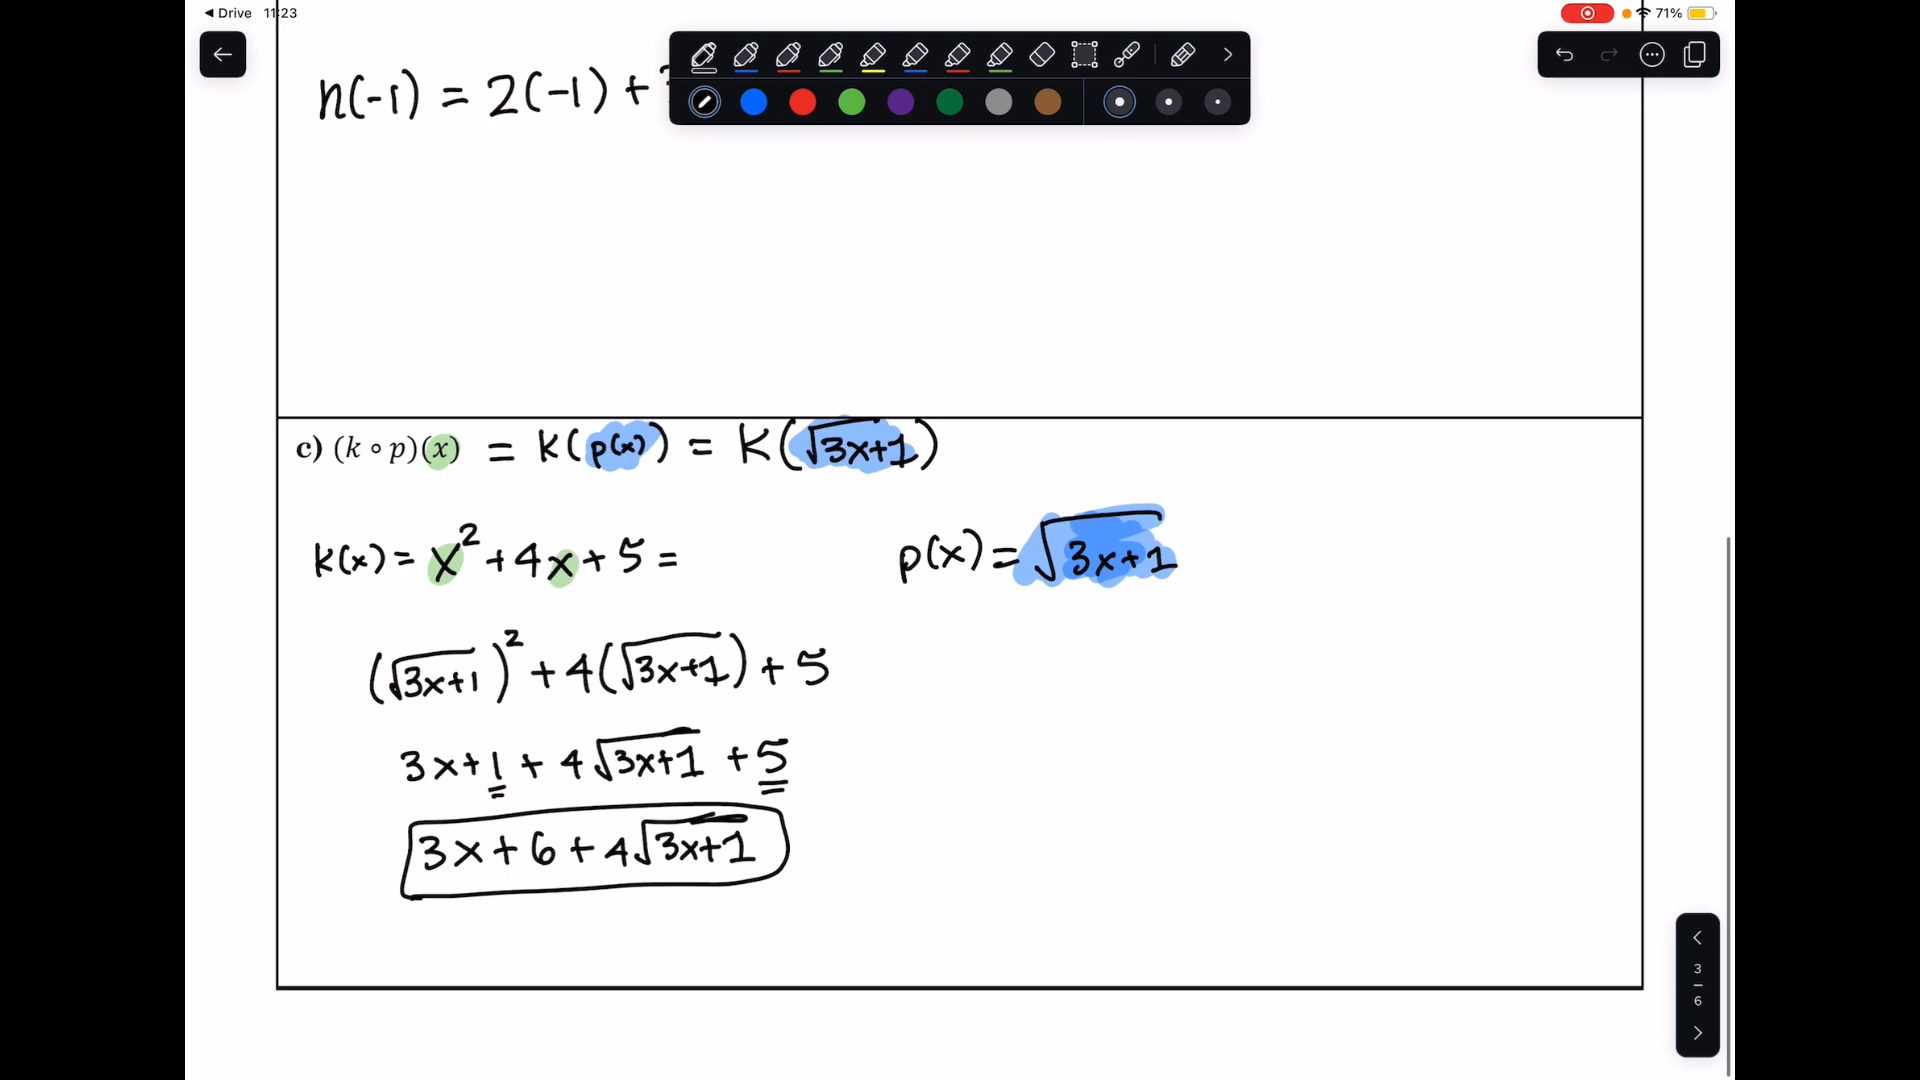 ◀ Drive 11:23 71%
n(-1) = 2(-1) +
c) (k ∘ p)(x) = K(p(x)) = K(√3x+1)
k(x) = x² + 4x + 5 = p(x) = √3x+1
(√3x+1)² + 4(√3x+1) + 5
3x+1 + 4√3x+1 + 5
3x + 6 + 4√3x+1
3
6